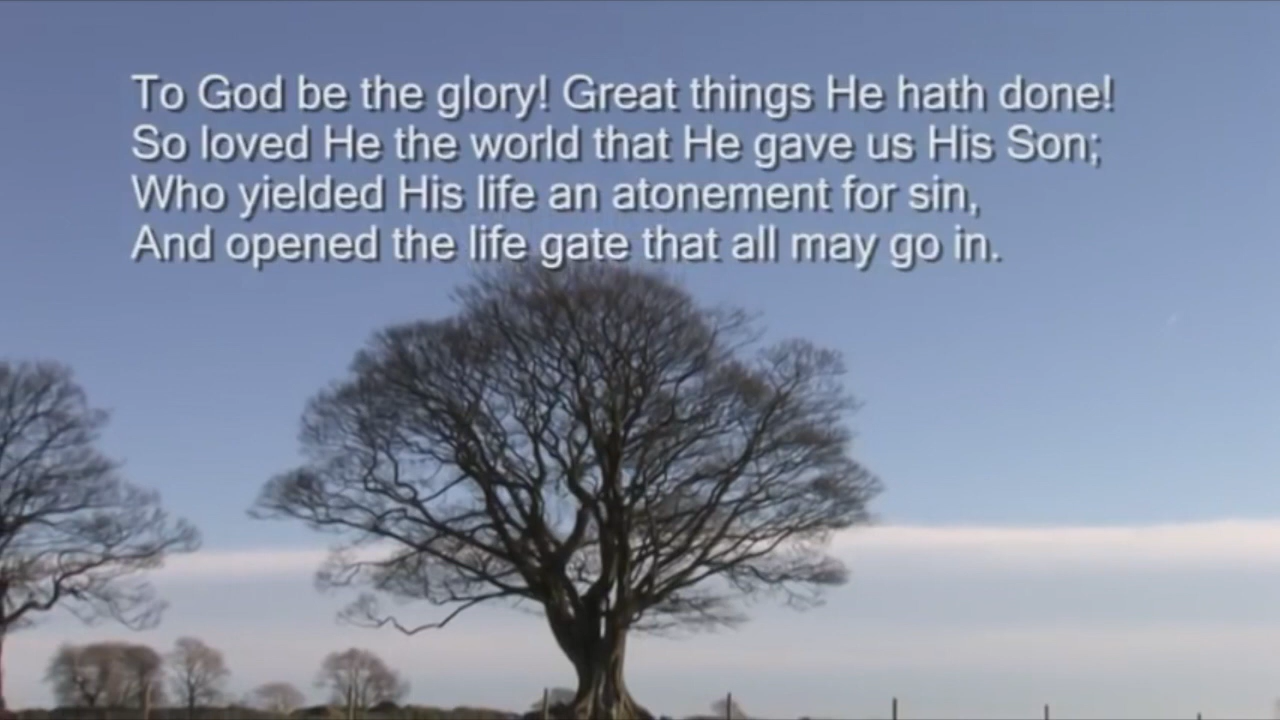 To God be the glory! Great things He hath done!
So loved He the world that He gave us His Son;
Who yielded His life an atonement for sin,
And opened the life gate that all may go in.